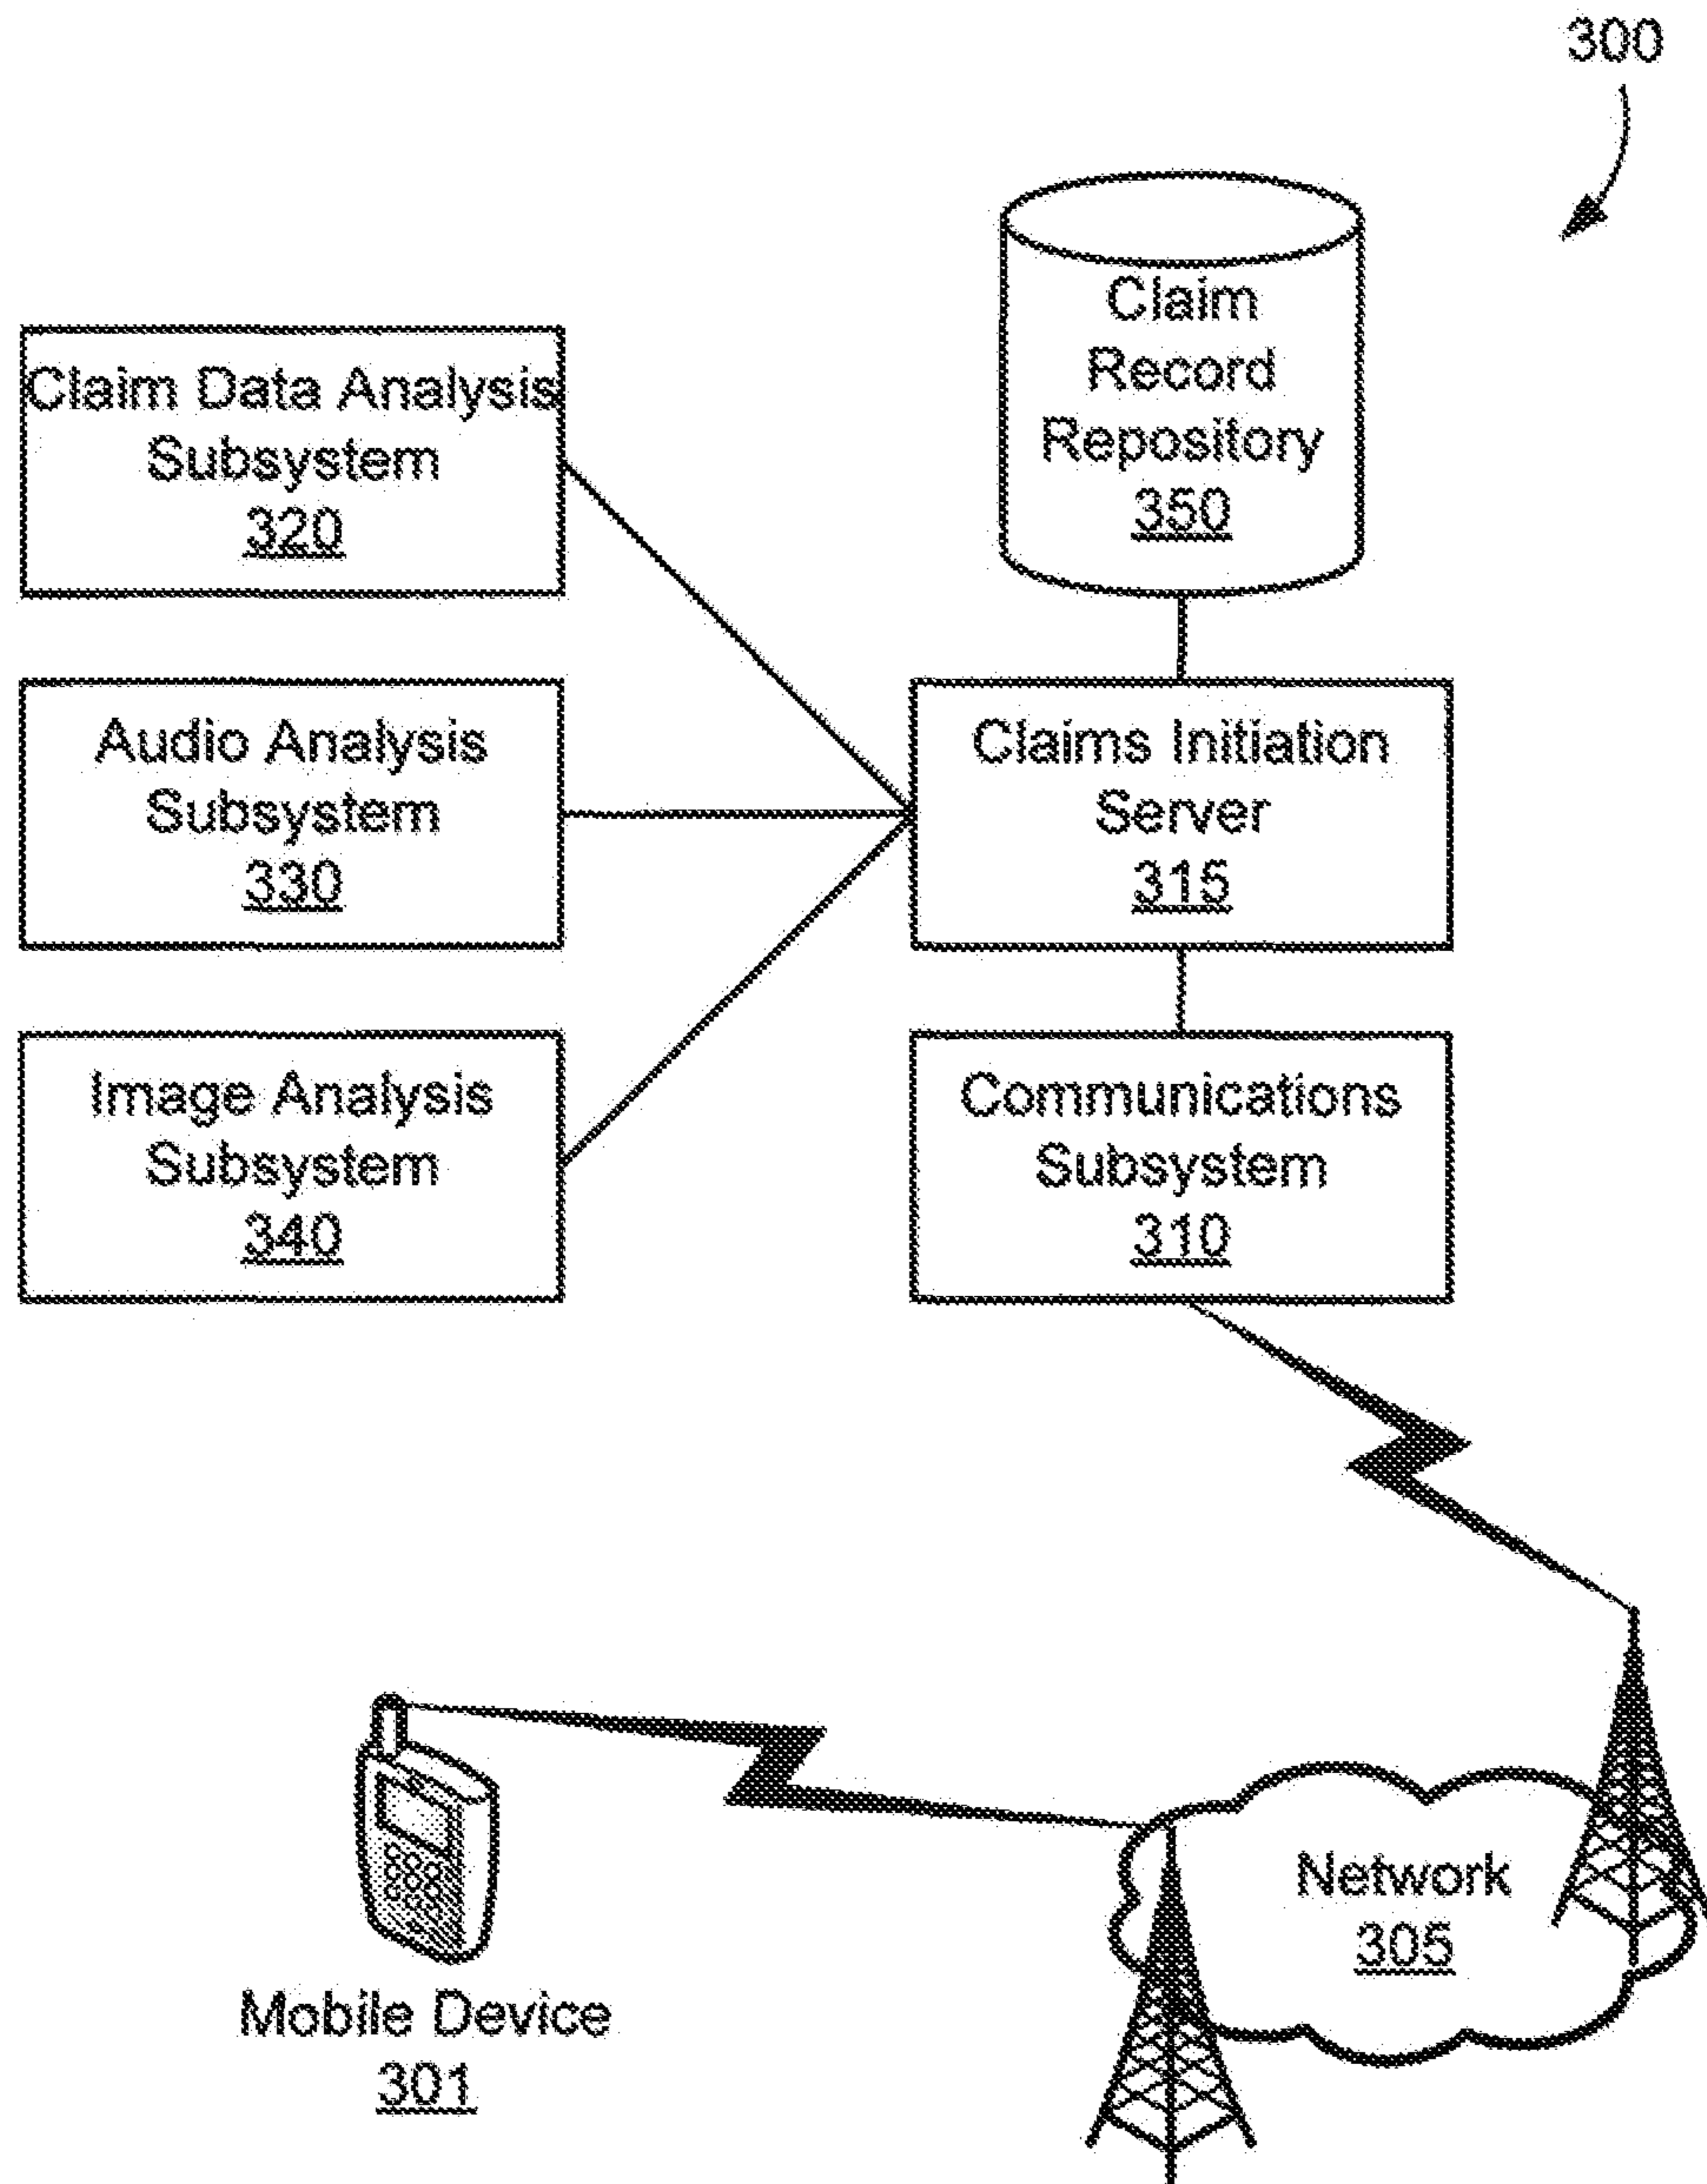 300
Claim
Record
Repository
350
Claim Data Analysis
Subsystem
320
Audio Analysis
Subsystem
330
Claims Initiation
Server
315
Image Analysis
Subsystem
340
Communications
Subsystem
310
Network
305
Mobile Device
301